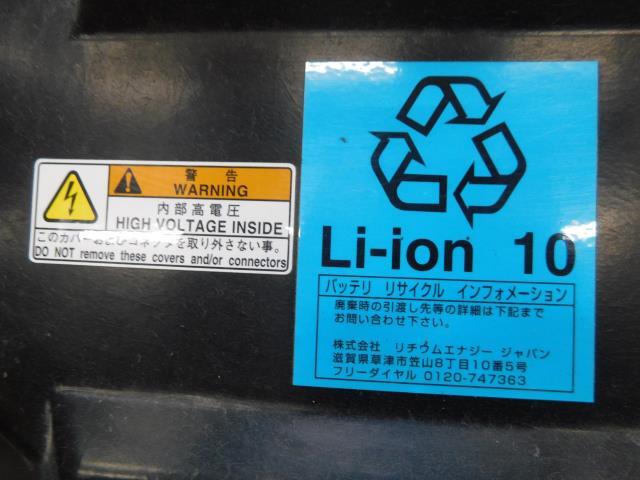 警告
WARNING
内部高電圧
HIGH VOLTAGE INSIDE
このカバーおよびコネクタを取り外さない事。
DO NOT remove these covers and/or connectors
Li-ion 10
バッテリ リサイクル インフォメーション
廃棄時の引渡し先等の詳細は下記まで
お問い合わせ下さい。
株式会社 リチウムエナジー ジャパン
滋賀県草津市笠山8丁目10番5号
フリーダイヤル 0120-747363